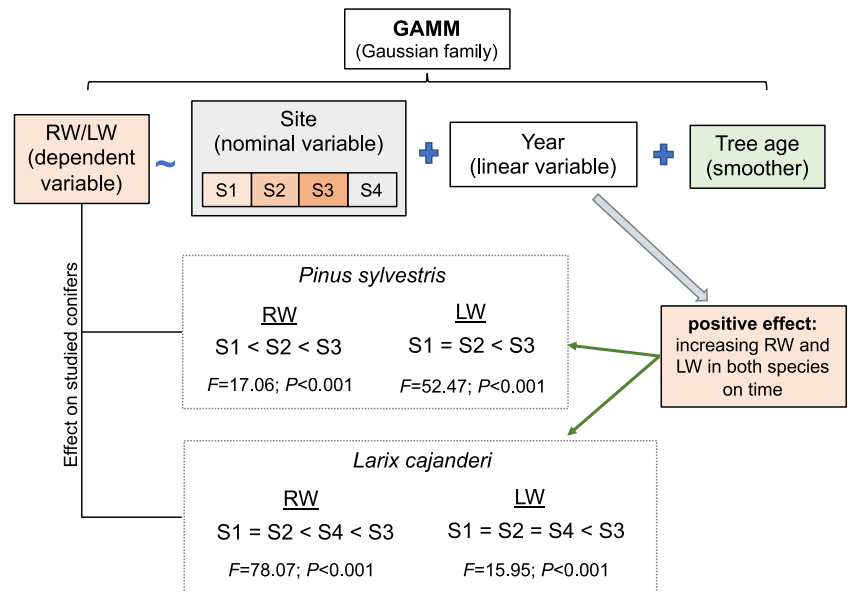 GAMM
(Gaussian family)
RW/LW
(dependent
variable)
~
Site
(nominal variable)
S1 S2 S3 S4
+
Year
(linear variable)
+
Tree age
(smoother)
Effect on studied conifers
Pinus sylvestris
RW LW
S1 < S2 < S3 S1 = S2 < S3
F=17.06; P<0.001 F=52.47; P<0.001
positive effect:
increasing RW and
LW in both species
on time
Larix cajanderi
RW LW
S1 = S2 < S4 < S3 S1 = S2 = S4 < S3
F=78.07; P<0.001 F=15.95; P<0.001